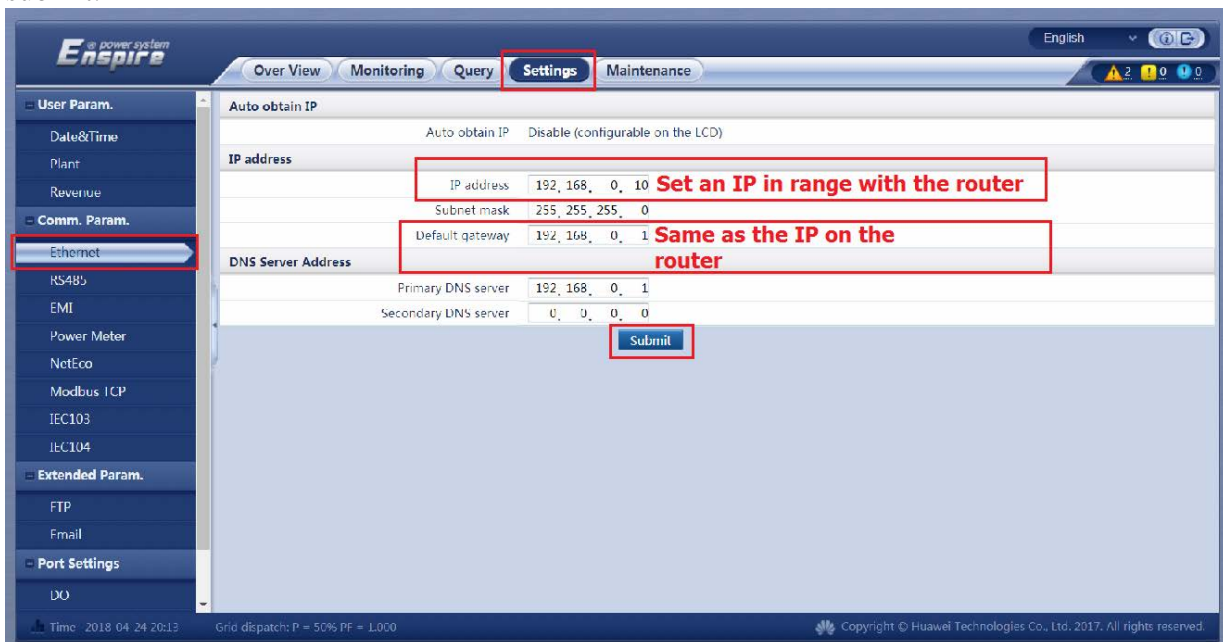 English
e power system
Enspire
Over View Monitoring Query Settings Maintenance
2 0 0
User Param.
Auto obtain IP
Date&Time
Auto obtain IP Disable (configurable on the LCD)
Plant
IP address
Revenue
IP address 192. 168. 0. 10 Set an IP in range with the router
Subnet mask 255. 255. 255. 0
Comm. Param.
Default gateway 192. 168. 0. 1 Same as the IP on the
router
Ethernet
DNS Server Address
RS485
Primary DNS server 192. 168. 0. 1
EMI
Secondary DNS server 0. 0. 0. 0
Power Meter
Submit
NetEco
Modbus TCP
IEC103
IEC104
Extended Param.
FTP
Email
Port Settings
DO
Time 2018-04-24 20:13 Grid dispatch: P = 50% PF = 1.000 Copyright © Huawei Technologies Co., Ltd. 2017. All rights reserved.